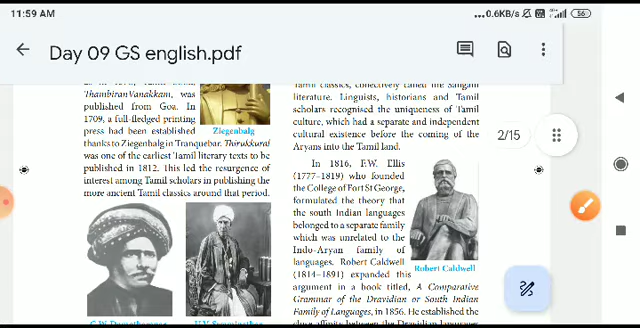 11:59 AM
...0.6KB/s
56
Day 09 GS english.pdf
ThambiranVanakkam, was
published from Goa. In
1709, a full-fledged printing
press had been established
Ziegenbalg
thanks to Ziegenbalg in Tranquebar. Thirukkural
was one of the earliest Tamil literary texts to be
published in 1812. This led the resurgence of
interest among Tamil scholars in publishing the
more ancient Tamil classics around that period.
Tamil classics, collectively called the Sangam
literature. Linguists, historians and Tamil
scholars recognised the uniqueness of Tamil
culture, which had a separate and independent
cultural existence before the coming of the
Aryans into the Tamil land.
2/15
In 1816, F.W. Ellis
(1777–1819) who founded
the College of Fort St George,
formulated the theory that
the south Indian languages
belonged to a separate family
which was unrelated to the
Indo-Aryan family of
languages. Robert Caldwell
(1814–1891) expanded this
Robert Caldwell
argument in a book titled, A Comparative
Grammar of the Dravidian or South Indian
Family of Languages, in 1856. He established the
close affinity between the Dravidian languages